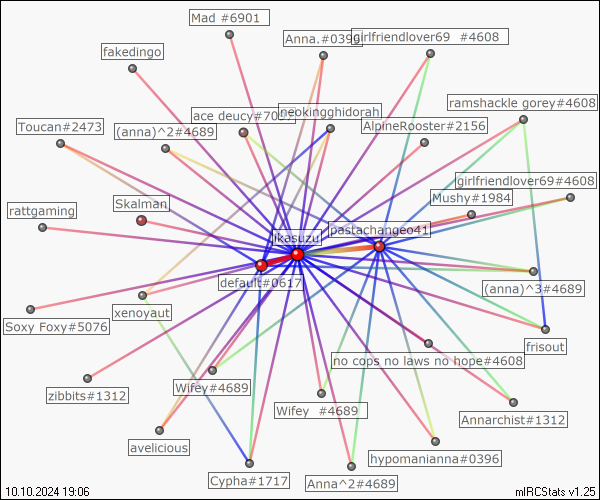 Mad #6901
Anna.#0396
girlfriendlover69 #4608
fakedingo
ramshackle gorey#4608
ace deucy#7022
neokingghidorah
Toucan#2473
(anna)^2#4689
AlpineRooster#2156
girlfriendlover69#4608
Mushy#1984
Skalman
rattgaming
pastachangeo41
ikasuzu
default#0617
(anna)^3#4689
xenoyaut
Soxy Foxy#5076
frisout
no cops no laws no hope#4608
Wifey#4689
zibbits#1312
Wifey #4689
Annarchist#1312
avelicious
hypomanianna#0396
Cypha#1717
Anna^2#4689
10.10.2024 19:06
mIRCStats v1.25